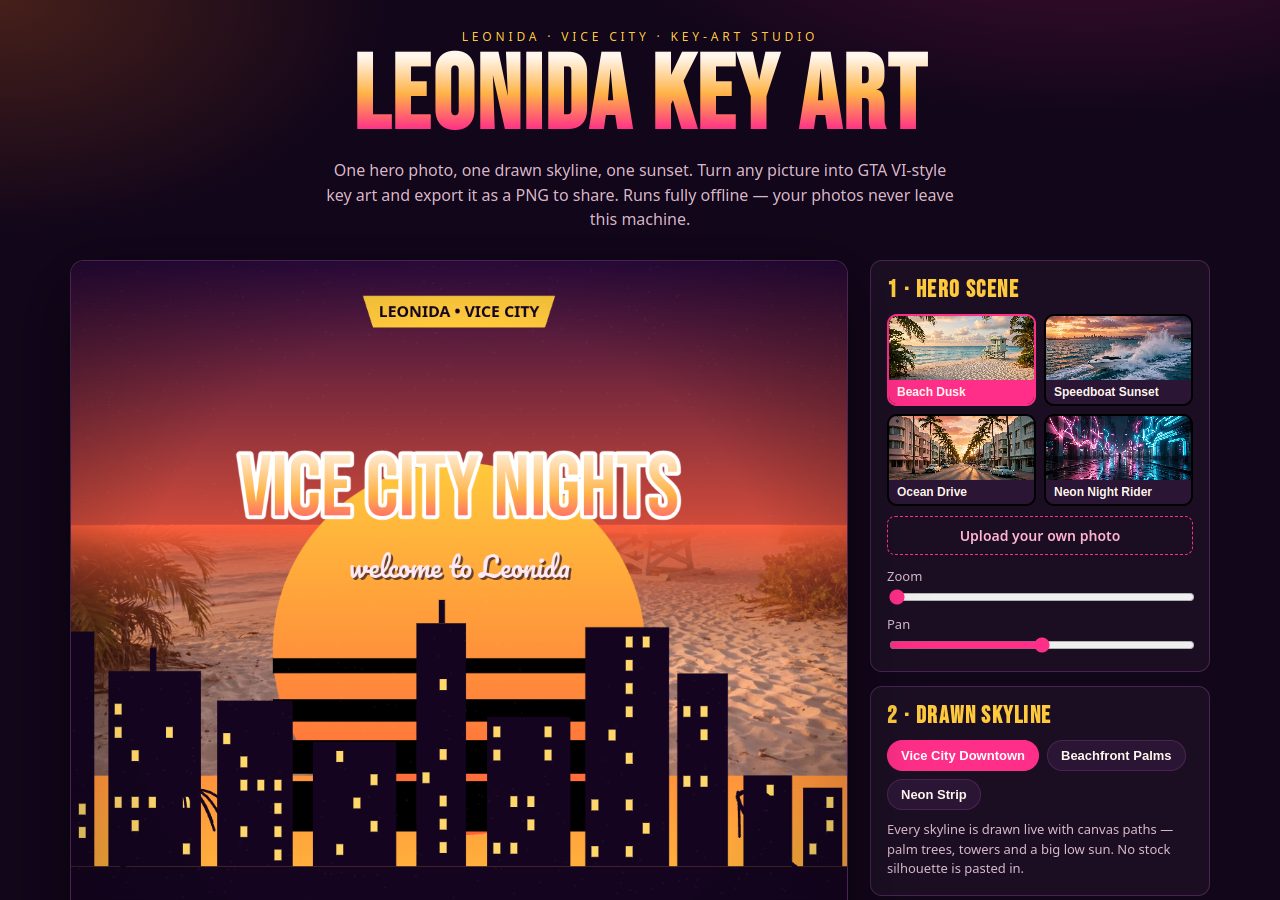 LEONIDA · VICE CITY · KEY-ART STUDIO
LEONIDA KEY ART
One hero photo, one drawn skyline, one sunset. Turn any picture into GTA VI-style
key art and export it as a PNG to share. Runs fully offline — your photos never leave
this machine.
LEONIDA • VICE CITY
VICE CITY NIGHTS
welcome to Leonida
1 · HERO SCENE
Beach Dusk
Speedboat Sunset
Ocean Drive
Neon Night Rider
Upload your own photo
Zoom
Pan
2 · DRAWN SKYLINE
Vice City Downtown
Beachfront Palms
Neon Strip
Every skyline is drawn live with canvas paths —
palm trees, towers and a big low sun. No stock
silhouette is pasted in.